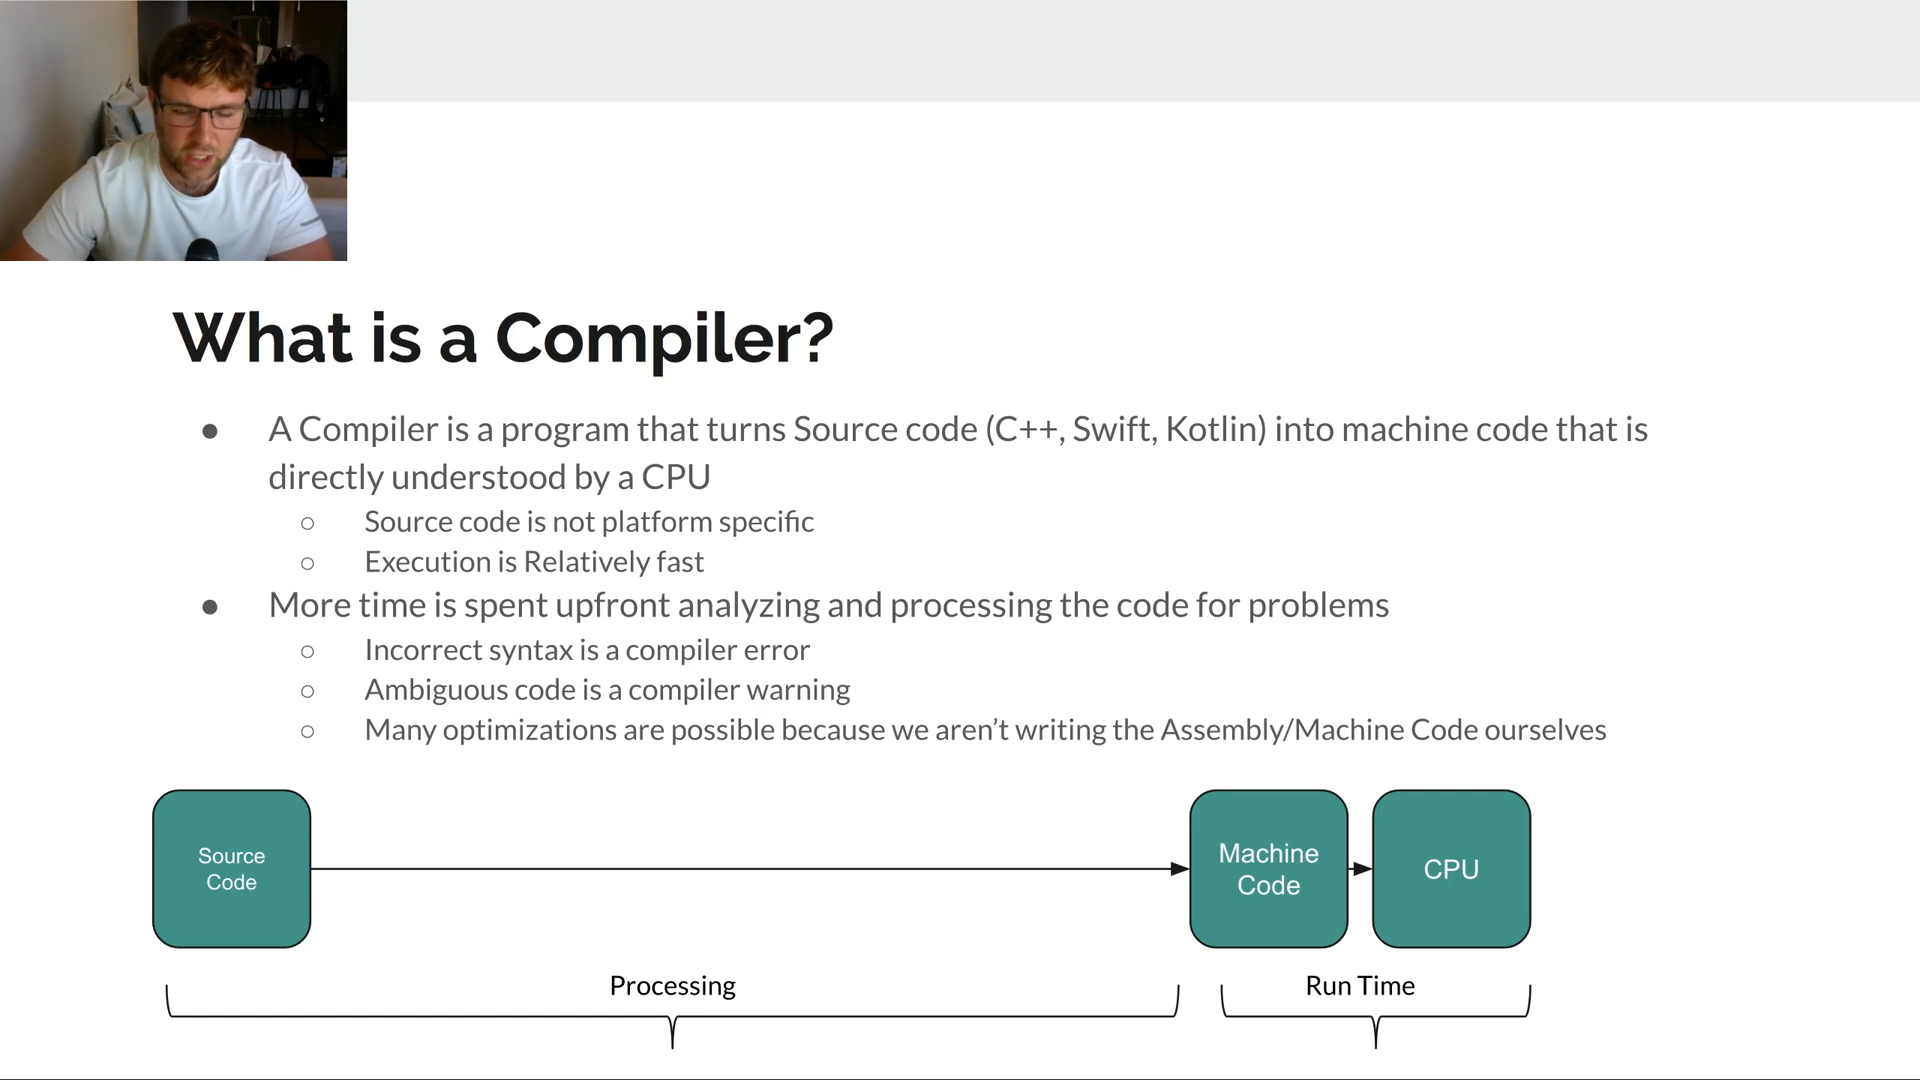 What is a Compiler?
● A Compiler is a program that turns Source code (C++, Swift, Kotlin) into machine code that is
directly understood by a CPU
○ Source code is not platform specific
○ Execution is Relatively fast
● More time is spent upfront analyzing and processing the code for problems
○ Incorrect syntax is a compiler error
○ Ambiguous code is a compiler warning
○ Many optimizations are possible because we aren’t writing the Assembly/Machine Code ourselves
Source
Code
Machine
Code
CPU
Processing
Run Time